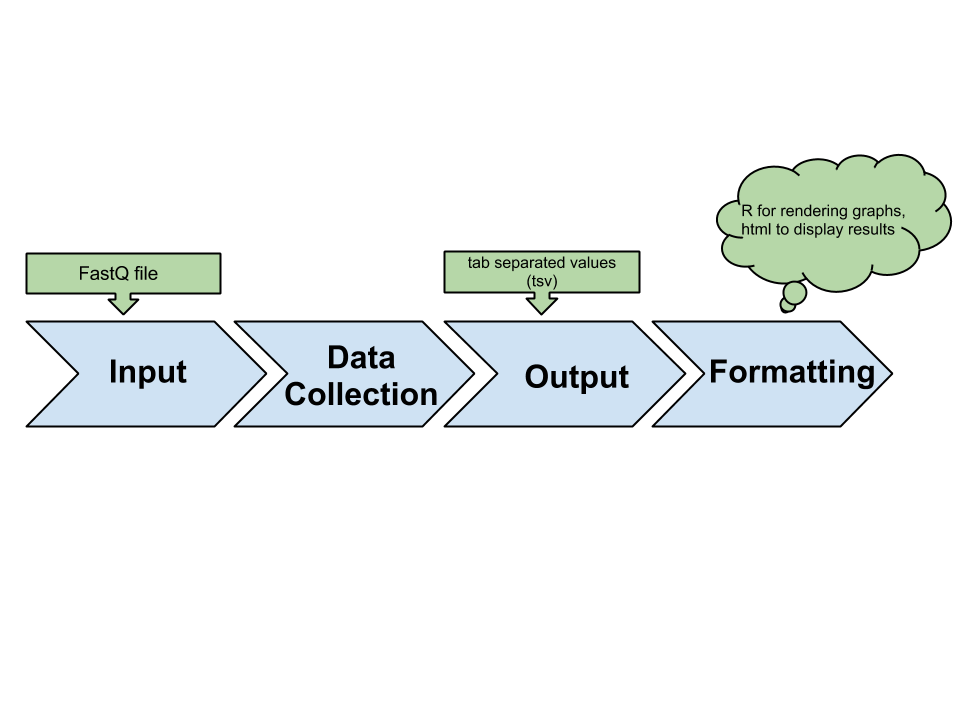 R for rendering graphs,
html to display results
FastQ file
tab separated values
(tsv)
Input
Data
Collection
Output
Formatting